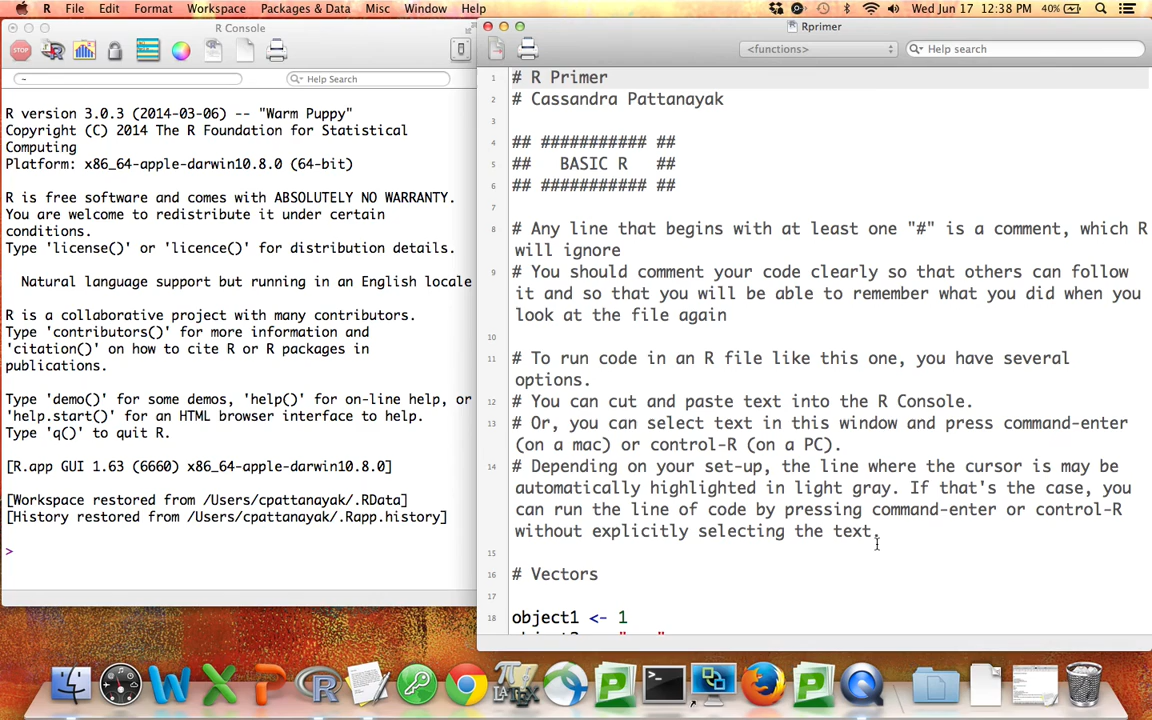 R File Edit Format Workspace Packages & Data Misc Window Help Wed Jun 17 12:38 PM 40%
R Console
STOP
~
Help Search
R version 3.0.3 (2014-03-06) -- "Warm Puppy"
Copyright (C) 2014 The R Foundation for Statistical
Computing
Platform: x86_64-apple-darwin10.8.0 (64-bit)
R is free software and comes with ABSOLUTELY NO WARRANTY.
You are welcome to redistribute it under certain
conditions.
Type 'license()' or 'licence()' for distribution details.
Natural language support but running in an English locale
R is a collaborative project with many contributors.
Type 'contributors()' for more information and
'citation()' on how to cite R or R packages in
publications.
Type 'demo()' for some demos, 'help()' for on-line help, or
'help.start()' for an HTML browser interface to help.
Type 'q()' to quit R.
[R.app GUI 1.63 (6660) x86_64-apple-darwin10.8.0]
[Workspace restored from /Users/cpattanayak/.RData]
[History restored from /Users/cpattanayak/.Rapp.history]
>
Rprimer
<functions>
Help search
1 # R Primer
2 # Cassandra Pattanayak
3
4 ## ########### ##
5 ## BASIC R ##
6 ## ########### ##
7
8 # Any line that begins with at least one "#" is a comment, which R
will ignore
9 # You should comment your code clearly so that others can follow
it and so that you will be able to remember what you did when you
look at the file again
10
11 # To run code in an R file like this one, you have several
options.
12 # You can cut and paste text into the R Console.
13 # Or, you can select text in this window and press command-enter
(on a mac) or control-R (on a PC).
14 # Depending on your set-up, the line where the cursor is may be
automatically highlighted in light gray. If that's the case, you
can run the line of code by pressing command-enter or control-R
without explicitly selecting the text.
15
16 # Vectors
17
18 object1 <- 1